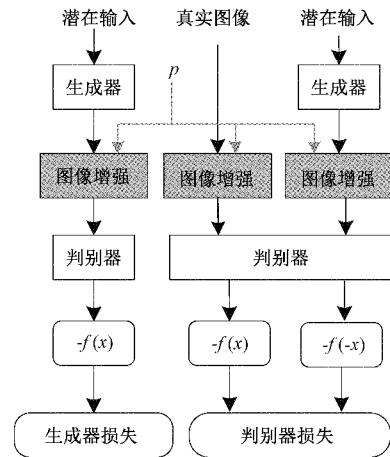 潜在输入 真实图像 潜在输入
p
生成器 生成器
图像增强 图像增强 图像增强
判别器 判别器
-f(x) -f(x) -f(-x)
生成器损失 判别器损失